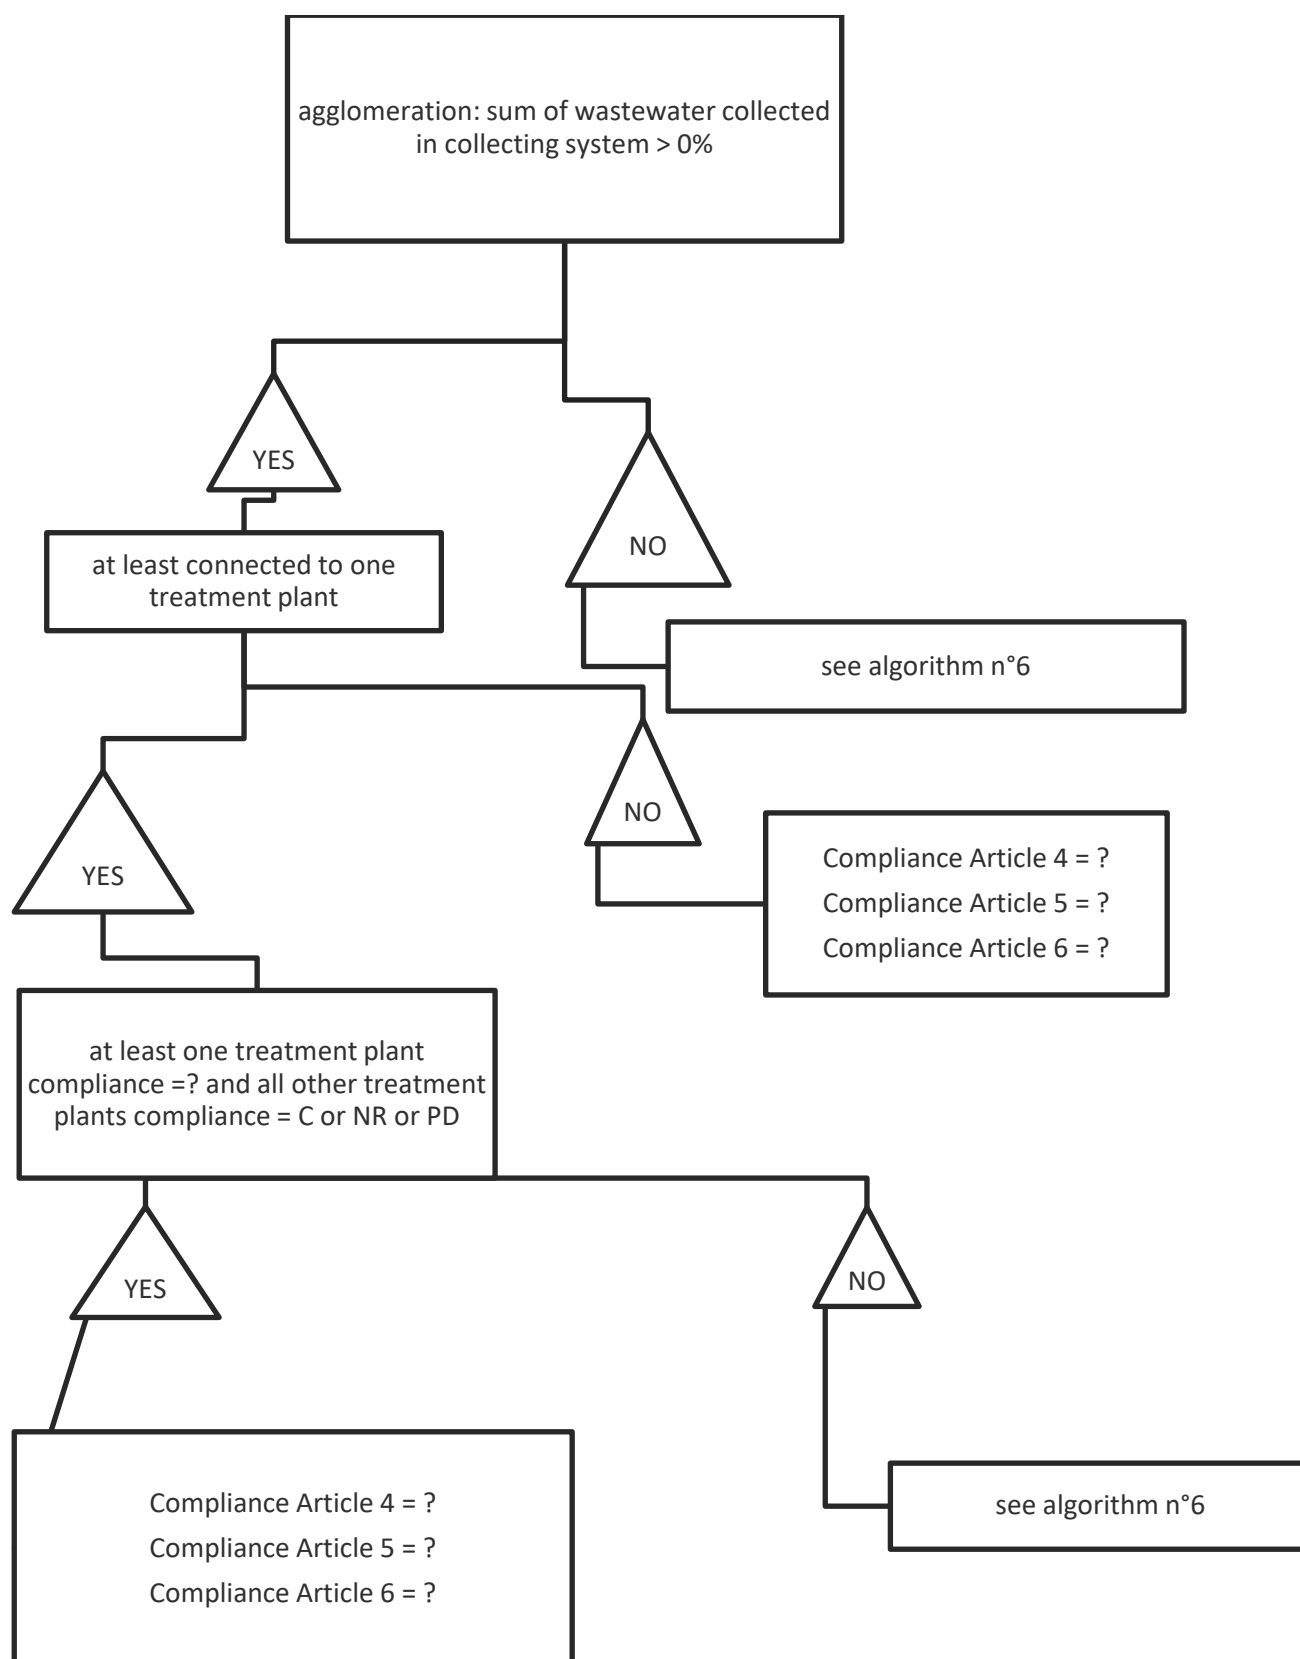 agglomeration: sum of wastewater collected
in collecting system > 0%
YES
NO
at least connected to one
treatment plant
see algorithm n°6
NO
YES
Compliance Article 4 = ?
Compliance Article 5 = ?
Compliance Article 6 = ?
at least one treatment plant
compliance =? and all other treatment
plants compliance = C or NR or PD
YES
NO
Compliance Article 4 = ?
Compliance Article 5 = ?
Compliance Article 6 = ?
see algorithm n°6